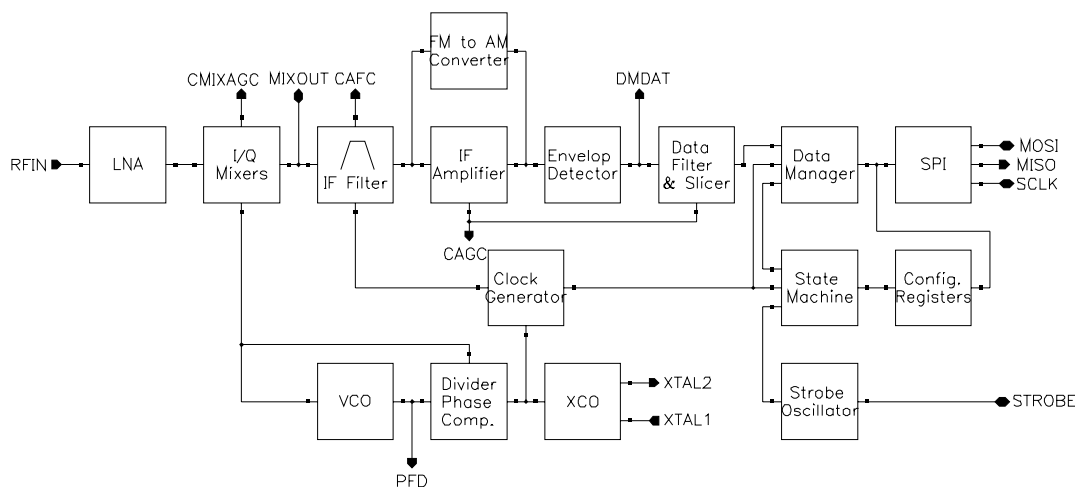 FM to AM
Converter
CMIXAGC
MIXOUT
CAFC
DMDAT
RFIN
LNA
I/Q
Mixers
IF Filter
IF
Amplifier
Envelop
Detector
Data
Filter
& Slicer
Data
Manager
SPI
MOSI
MISO
SCLK
CAGC
Clock
Generator
State
Machine
Config.
Registers
VCO
Divider
Phase
Comp.
XCO
XTAL2
XTAL1
Strobe
Oscillator
STROBE
PFD